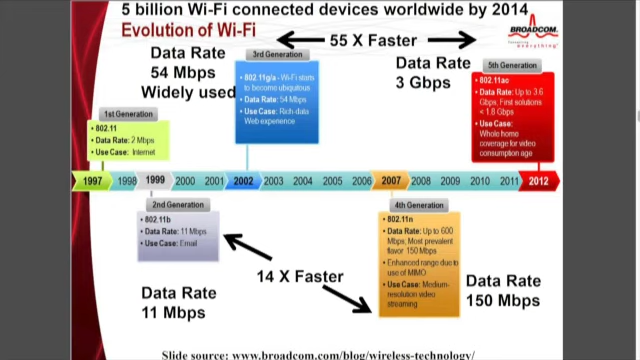 5 billion Wi-Fi connected devices worldwide by 2014
Evolution of Wi-Fi
55 X Faster
BROADCOM.
Connecting
everything
Data Rate
54 Mbps
Widely used
3rd Generation
• 802.11g/a - Wi-Fi starts
to become ubiquitous
• Data Rate: 54 Mbps
• Use Case: Rich-data
Web experience
Data Rate
3 Gbps
5th Generation
• 802.11ac
• Data Rate: Up to 3.6
Gbps; First solutions
< 1.8 Gbps
• Use Case:
Whole home
coverage for video
consumption age
1st Generation
• 802.11
• Data Rate: 2 Mbps
• Use Case: Internet
1997 1998 1999 2000 2001 2002 2003 2004 2005 2006 2007 2008 2009 2010 2011 2012
2nd Generation
• 802.11b
• Data Rate: 11 Mbps
• Use Case: Email
4th Generation
• 802.11n
• Data Rate: Up to 600
Mbps, Most prevalent
flavor 150 Mbps
• Enhanced range due to
use of MIMO
• Use Case: Medium-
resolution video
streaming
14 X Faster
Data Rate
11 Mbps
Data Rate
150 Mbps
Slide source: www.broadcom.com/blog/wireless-technology/